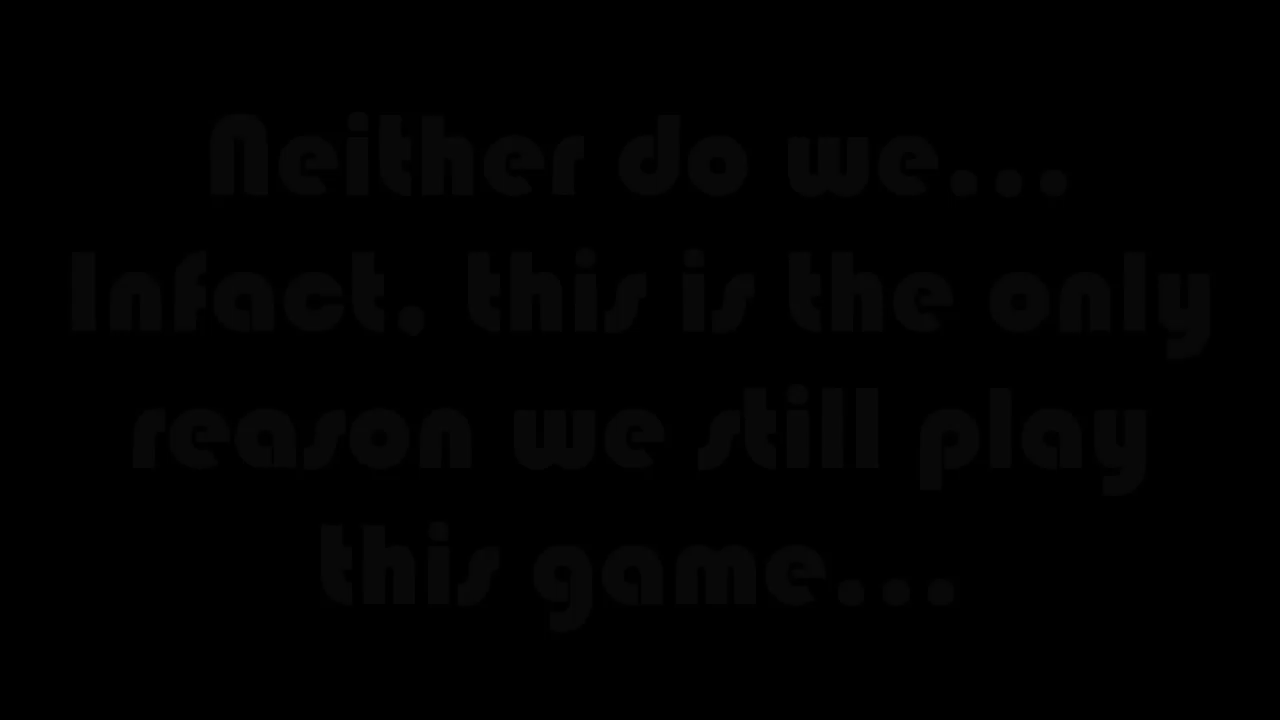 Neither do we...
Infact, this is the only
reason we still play
this game...